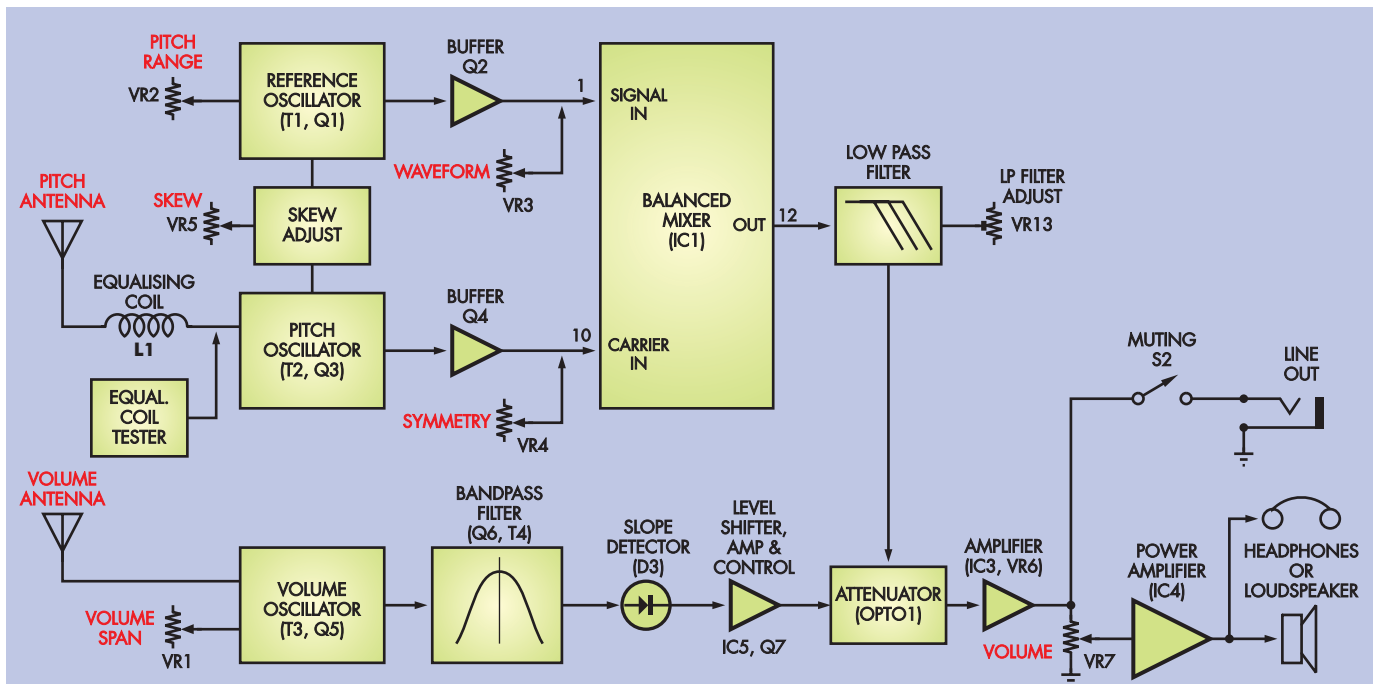 PITCH
RANGE
VR2
REFERENCE
OSCILLATOR
(T1, Q1)
BUFFER
Q2
1
SIGNAL
IN
WAVEFORM
VR3
PITCH
ANTENNA
SKEW
VR5
SKEW
ADJUST
BALANCED
MIXER
(IC1)
OUT
12
LOW PASS
FILTER
LP FILTER
ADJUST
VR13
EQUALISING
COIL
L1
PITCH
OSCILLATOR
(T2, Q3)
BUFFER
Q4
10
CARRIER
IN
SYMMETRY
VR4
EQUAL.
COIL
TESTER
MUTING
S2
LINE
OUT
VOLUME
ANTENNA
VOLUME
SPAN
VR1
VOLUME
OSCILLATOR
(T3, Q5)
BANDPASS
FILTER
(Q6, T4)
SLOPE
DETECTOR
(D3)
LEVEL
SHIFTER,
AMP &
CONTROL
IC5, Q7
ATTENUATOR
(OPTO1)
AMPLIFIER
(IC3, VR6)
VOLUME
VR7
POWER
AMPLIFIER
(IC4)
HEADPHONES
OR
LOUDSPEAKER